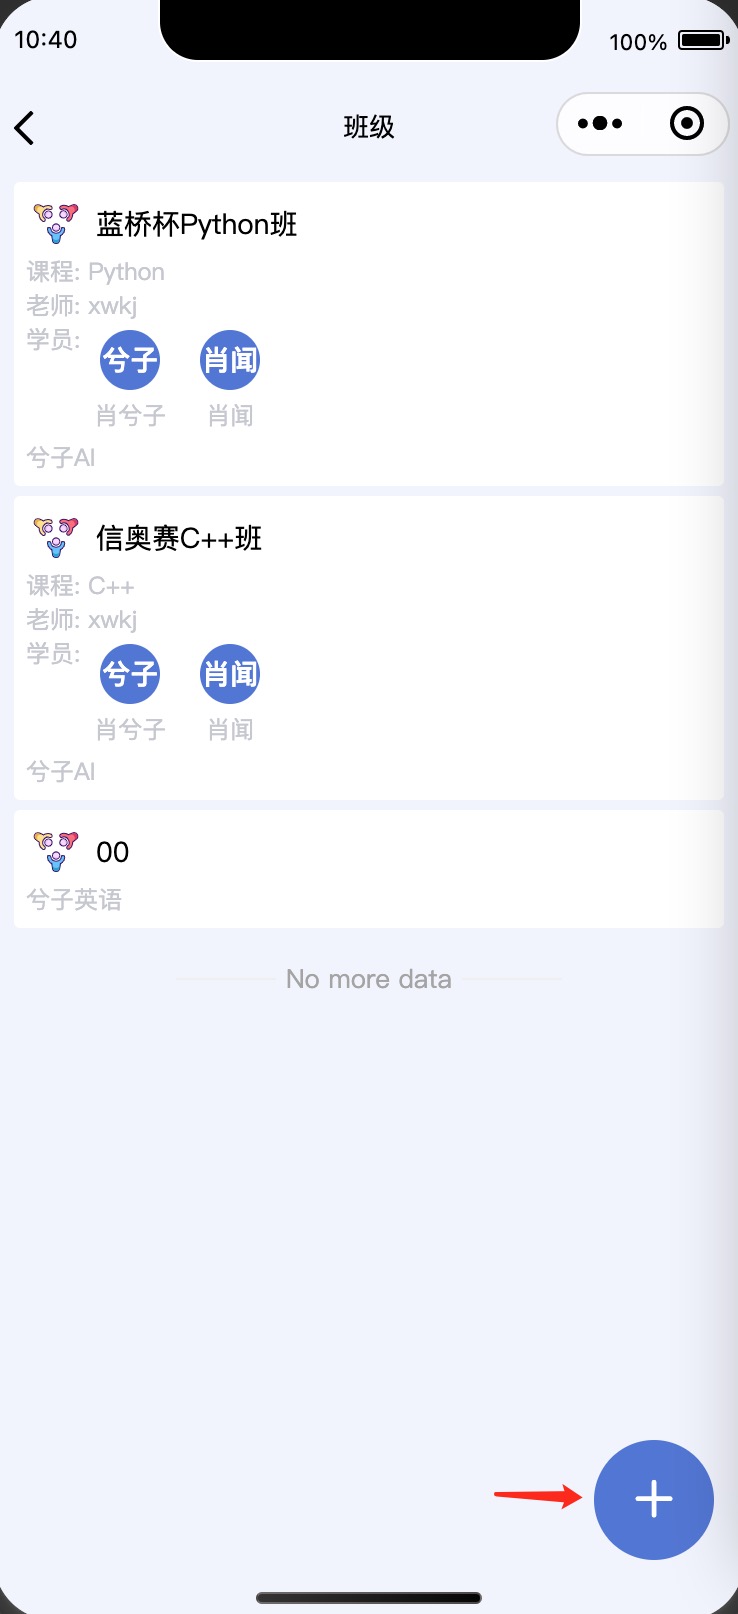 10:40
100%
班级
蓝桥杯Python班
课程: Python
老师: xwkj
学员:
兮子
肖闻
肖兮子
肖闻
兮子AI
信奥赛C++班
课程: C++
老师: xwkj
学员:
兮子
肖闻
肖兮子
肖闻
兮子AI
00
兮子英语
No more data